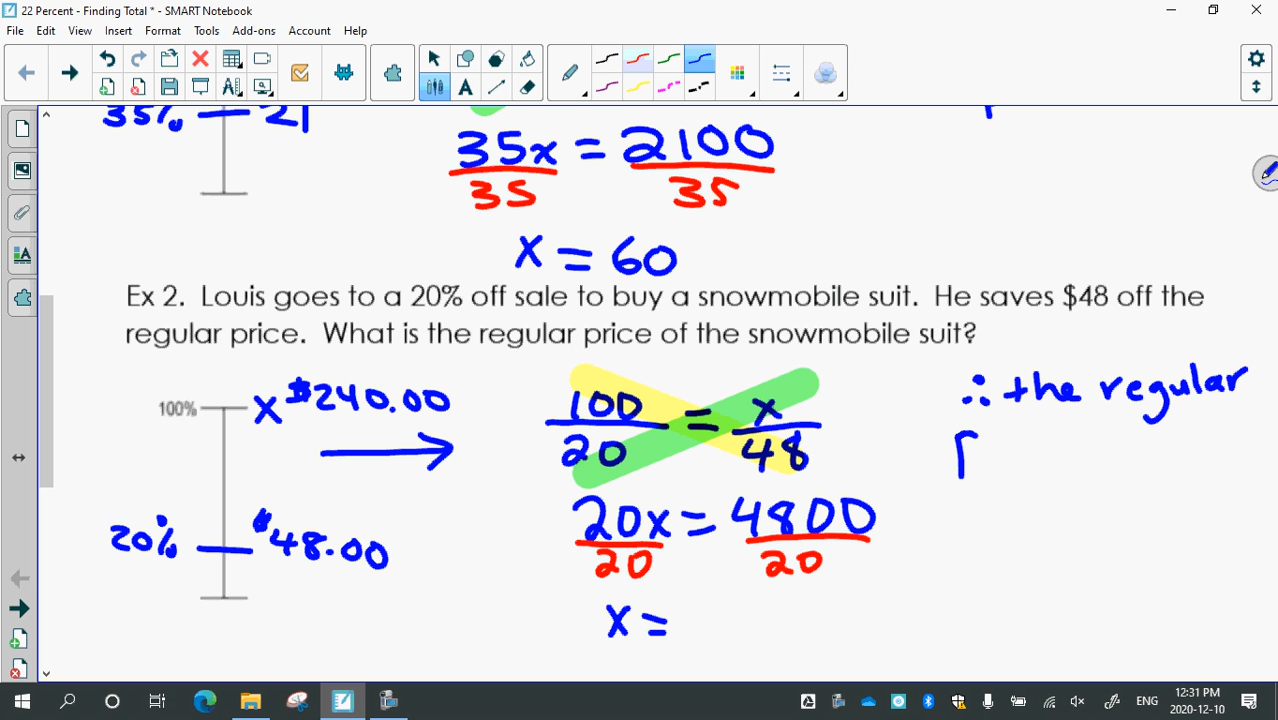 22 Percent - Finding Total * - SMART Notebook
File Edit View Insert Format Tools Add-ons Account Help
35% 21
35x = 2100
35 35
x = 60
Ex 2. Louis goes to a 20% off sale to buy a snowmobile suit. He saves $48 off the
regular price. What is the regular price of the snowmobile suit?
100% x $240.00
100 = x
20 48
∴ the regular
20% $48.00
20x = 4800
20 20
x =
ENG
12:31 PM
2020-12-10